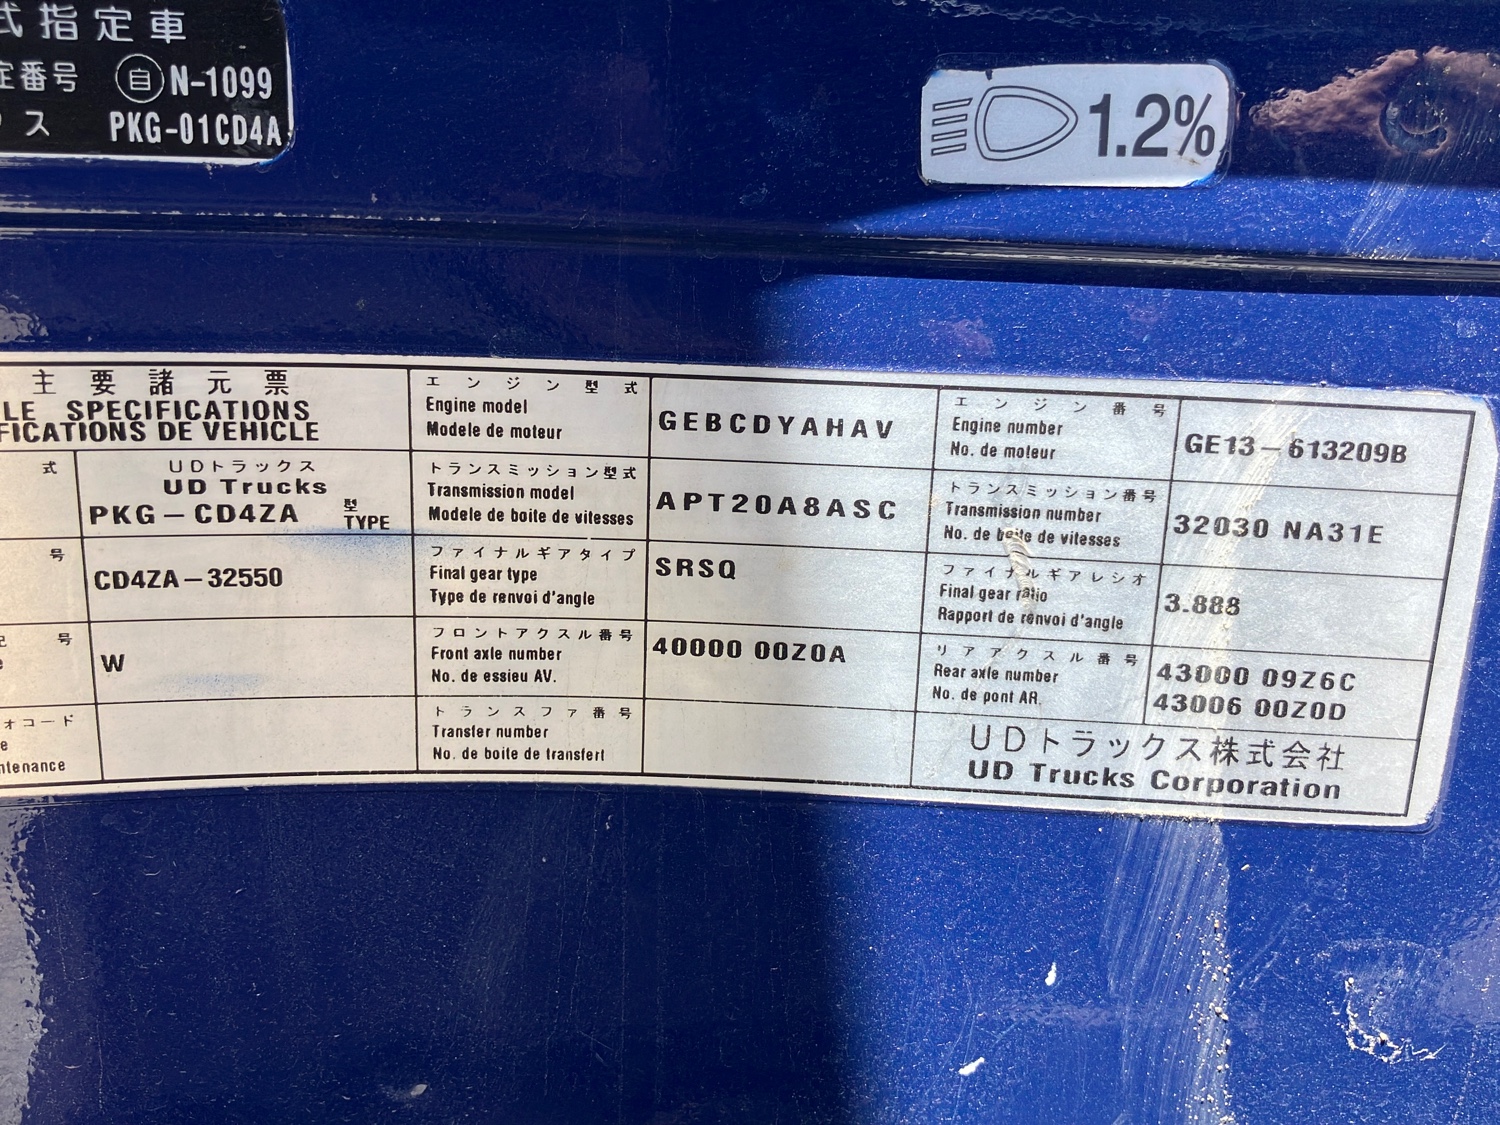 式指定車
定番号 自 N-1099
クス PKG-01CD4A
1.2%
主要諸元票
LE SPECIFICATIONS
FICATIONS DE VEHICLE
エンジン型式
Engine model
Modele de moteur
GEBCDYAHAV
エンジン番号
Engine number
No. de moteur
GE13-613209B
式
UDトラックス
UD Trucks
PKG-CD4ZA 型 TYPE
トランスミッション型式
Transmission model
Modele de boite de vitesses
APT20A8ASC
トランスミッション番号
Transmission number
No. de boite de vitesses
32030 NA31E
号
CD4ZA-32550
ファイナルギアタイプ
Final gear type
Type de renvoi d'angle
SRSQ
ファイナルギアレシオ
Final gear ratio
Rapport de renvoi d'angle
3.888
記号
e
W
フロントアクスル番号
Front axle number
No. de essieu AV.
40000 00Z0A
リアアクスル番号
Rear axle number
No. de pont AR.
43000 09Z6C
43006 00Z0D
ォコード
e
ntenance
トランスファ番号
Transfer number
No. de boite de transfert
UDトラックス株式会社
UD Trucks Corporation